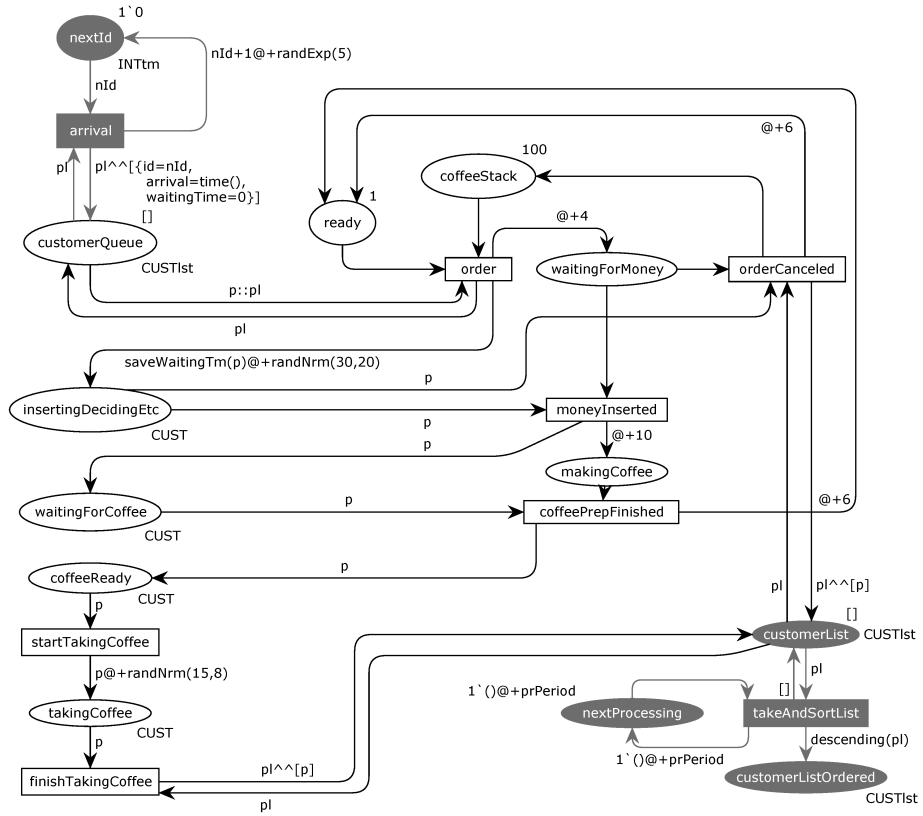 1`0
nextId
INTtm
nId+1@+randExp(5)
nId
arrival
pl
pl^^[{id=nId,
arrival=time(),
waitingTime=0}]
[]
customerQueue
CUSTlst
p::pl
pl
@+6
100
coffeeStack
1
ready
@+4
order
waitingForMoney
orderCanceled
saveWaitingTm(p)@+randNrm(30,20)
p
insertingDecidingEtc
CUST
moneyInserted
p
p
@+10
makingCoffee
waitingForCoffee
CUST
p
coffeePrepFinished
@+6
p
coffeeReady
CUST
p
startTakingCoffee
p@+randNrm(15,8)
takingCoffee
CUST
p
finishTakingCoffee
pl^^[p]
pl
pl
pl^^[p]
[]
customerList
CUSTlst
pl
[]
1`()@+prPeriod
nextProcessing
takeAndSortList
1`()@+prPeriod
descending(pl)
customerListOrdered
CUSTlst